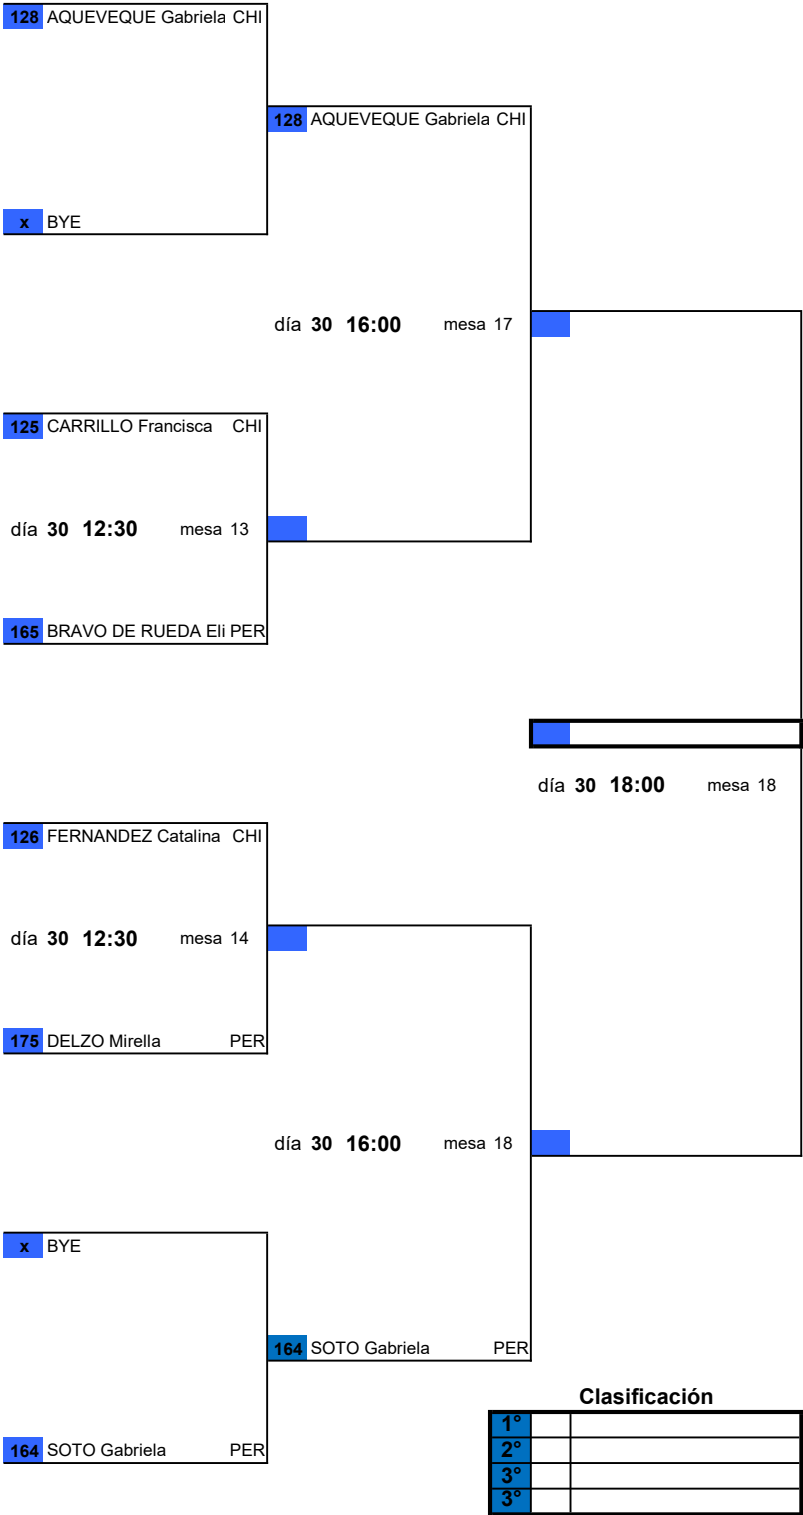 128 AQUEVEQUE Gabriela CHI
128 AQUEVEQUE Gabriela CHI
x BYE
día 30 16:00 mesa 17
125 CARRILLO Francisca CHI
día 30 12:30 mesa 13
165 BRAVO DE RUEDA Eli PER
día 30 18:00 mesa 18
126 FERNANDEZ Catalina CHI
día 30 12:30 mesa 14
175 DELZO Mirella PER
día 30 16:00 mesa 18
x BYE
164 SOTO Gabriela PER
Clasificación
1°
164 SOTO Gabriela PER
2°
3°
3°